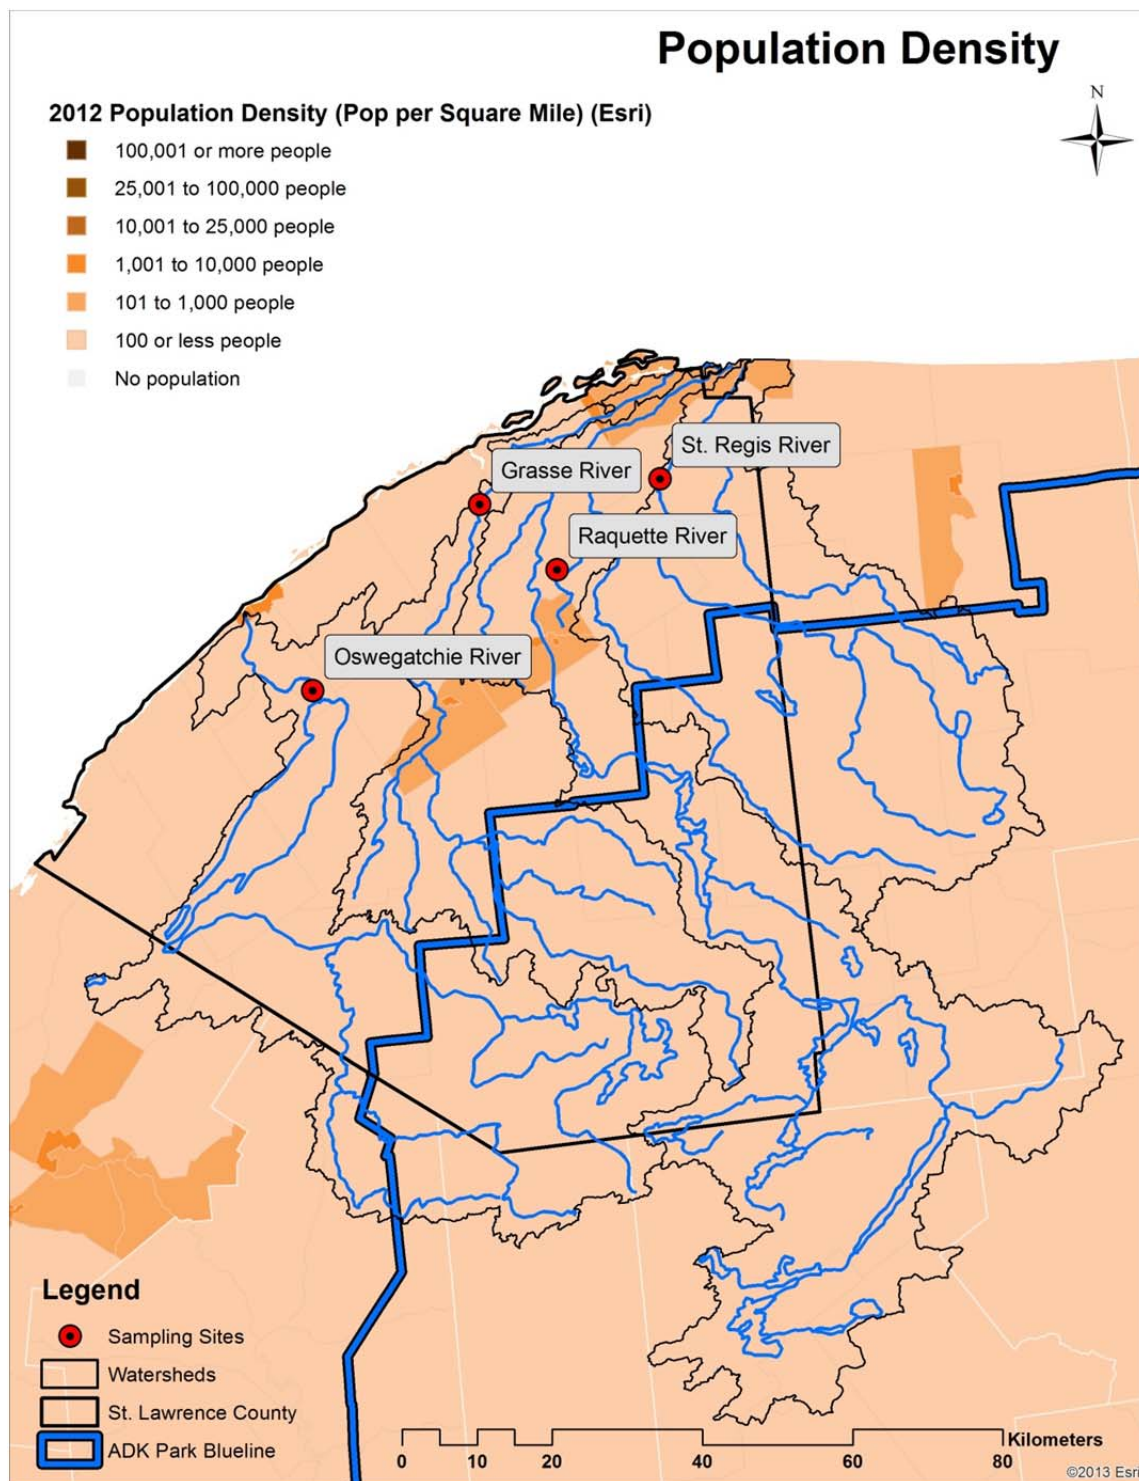 Population Density
N
2012 Population Density (Pop per Square Mile) (Esri)
100,001 or more people
25,001 to 100,000 people
10,001 to 25,000 people
1,001 to 10,000 people
101 to 1,000 people
100 or less people
No population
St. Regis River
Grasse River
Raquette River
Oswegatchie River
Legend
Sampling Sites
Watersheds
St. Lawrence County
ADK Park Blueline
0 10 20 40 60 80
Kilometers
©2013 Esri